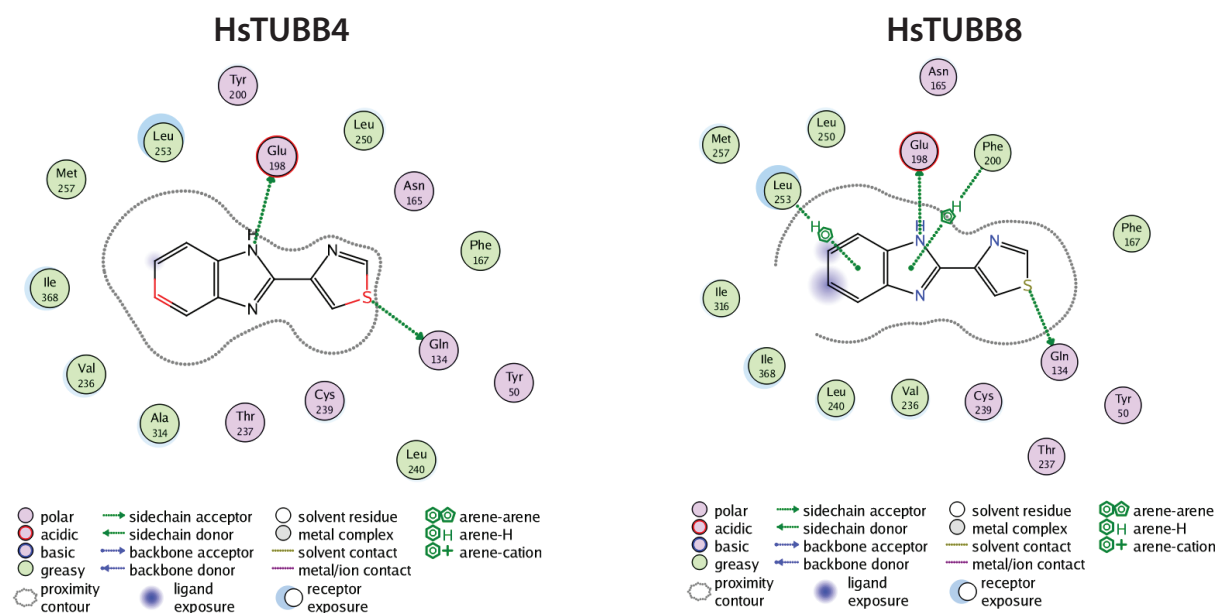 HsTUBB4
Tyr
200
Leu
253
Glu
198
Leu
250
Met
257
Asn
165
Phe
167
H
N
N
N
S
Ile
368
Gln
134
Val
236
Ala
314
Thr
237
Cys
239
Tyr
50
Leu
240
polar
acidic
basic
greasy
proximity
contour
sidechain acceptor
sidechain donor
backbone acceptor
backbone donor
ligand
exposure
solvent residue
metal complex
solvent contact
metal/ion contact
receptor
exposure
arene-arene
H arene-H
+ arene-cation
HsTUBB8
Asn
165
Leu
250
Met
257
Glu
198
Phe
200
Leu
253
H
H
H
N
N
N
S
Phe
167
Ile
316
Ile
368
Leu
240
Val
236
Cys
239
Gln
134
Tyr
50
Thr
237
polar
acidic
basic
greasy
proximity
contour
sidechain acceptor
sidechain donor
backbone acceptor
backbone donor
ligand
exposure
solvent residue
metal complex
solvent contact
metal/ion contact
receptor
exposure
arene-arene
H arene-H
+ arene-cation